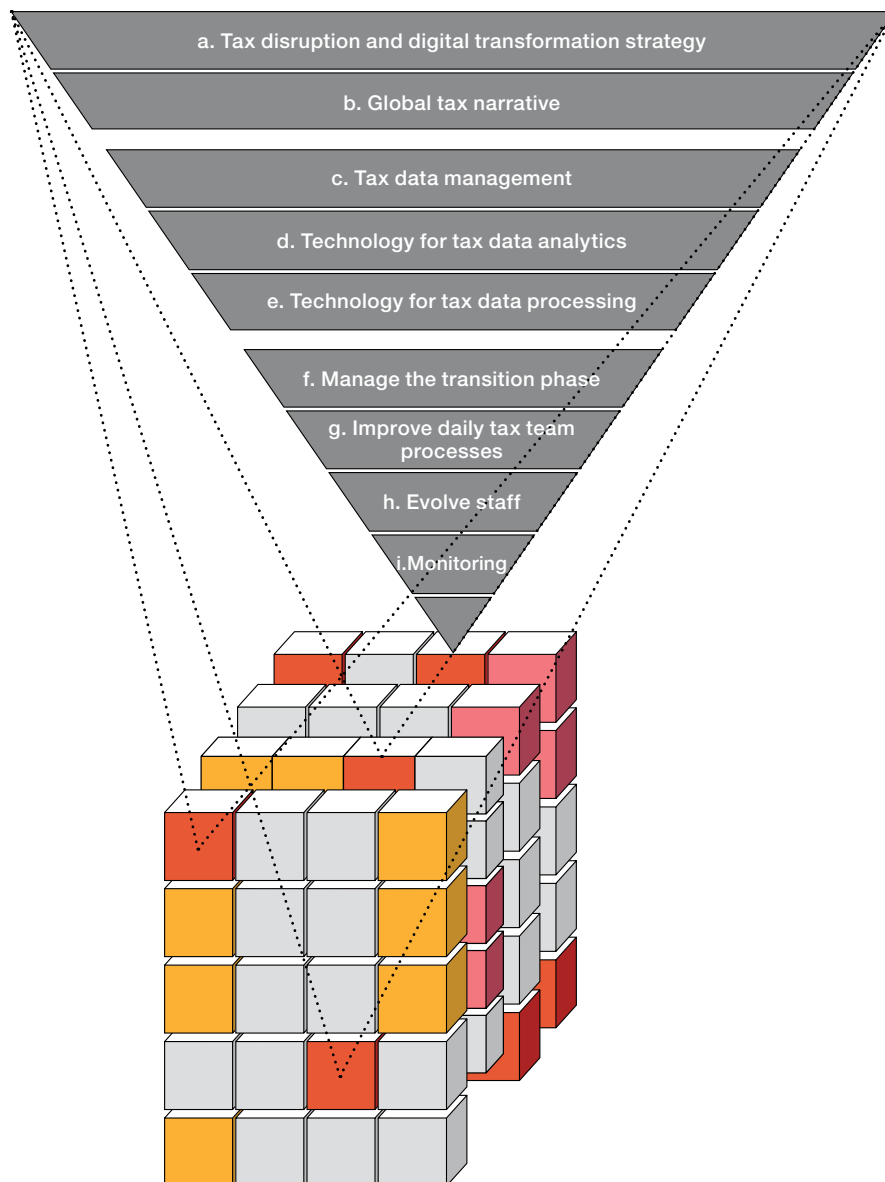 a. Tax disruption and digital transformation strategy
b. Global tax narrative
c. Tax data management
d. Technology for tax data analytics
e. Technology for tax data processing
f. Manage the transition phase
g. Improve daily tax team
processes
h. Evolve staff
i.Monitoring